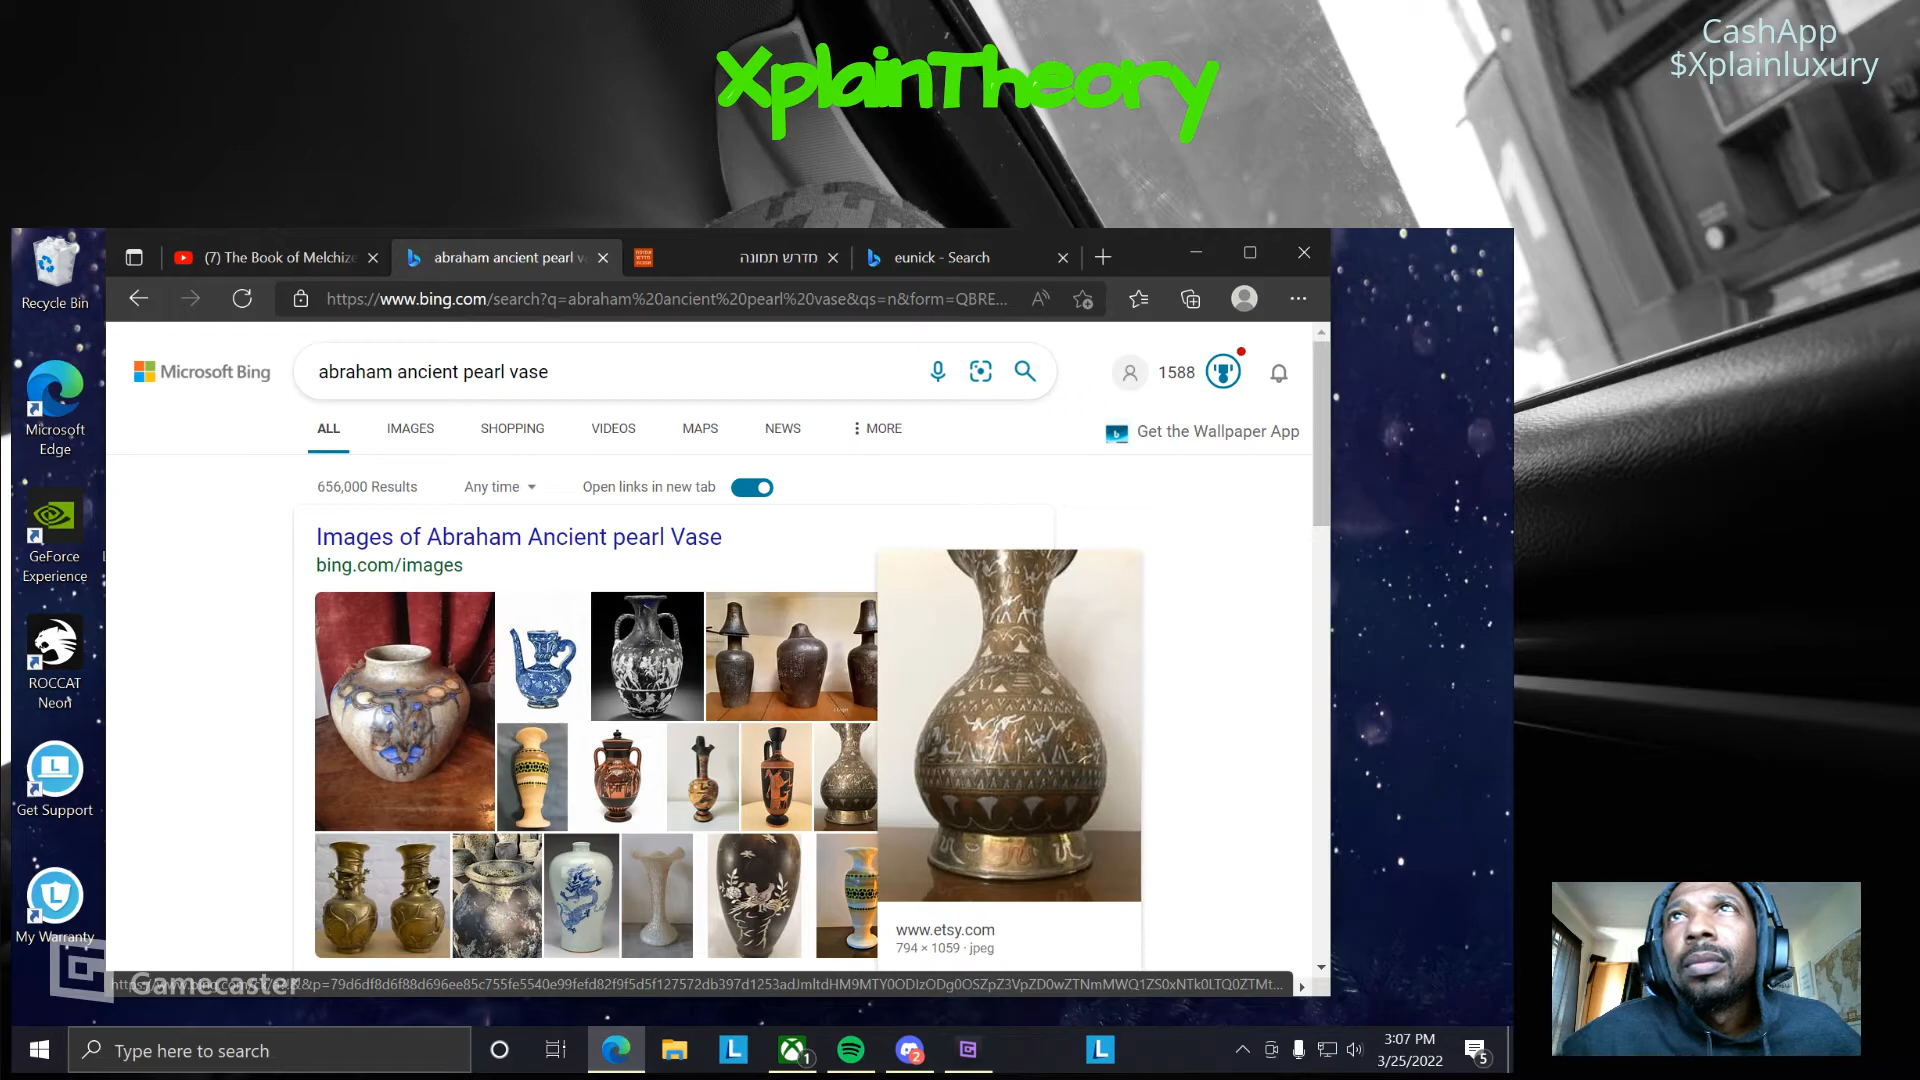 CashApp
$Xplainluxury
XplainTheory
(7) The Book of Melchize
abraham ancient pearl v
מדרש תמונה
eunick - Search
https://www.bing.com/search?q=abraham%20ancient%20pearl%20vase&qs=n&form=QBRE...
Microsoft Bing
abraham ancient pearl vase
1588
ALL
IMAGES
SHOPPING
VIDEOS
MAPS
NEWS
MORE
Get the Wallpaper App
656,000 Results
Any time
Open links in new tab
Images of Abraham Ancient pearl Vase
bing.com/images
www.etsy.com
794 × 1059 · jpeg
Recycle Bin
Microsoft
Edge
GeForce
Experience
ROCCAT
Neon
Get Support
My Warranty
Gamecaster
Type here to search
1
2
3:07 PM
3/25/2022
5